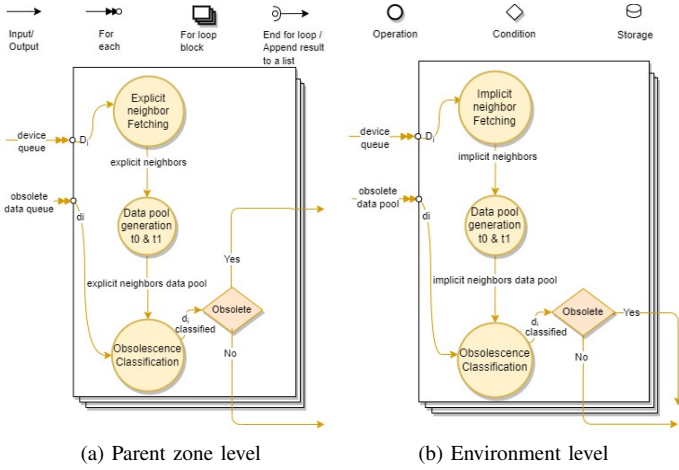 Input/
Output
For
each
For loop
block
End for loop /
Append result
to a list
Operation
Condition
Storage
Explicit
neighbor
Fetching
device
queue
Di
explicit neighbors
obsolete
data queue
di
Data pool
generation
t0 & t1
Yes
explicit neighbors data pool
Obsolete
di
classified
Obsolescence
Classification
No
(a) Parent zone level
Implicit
neighbor
Fetching
device
queue
Di
implicit neighbors
obsolete
data pool
di
Data pool
generation
t0 & t1
implicit neighbors data pool
Obsolete
Yes
di
classified
Obsolescence
Classification
No
(b) Environment level